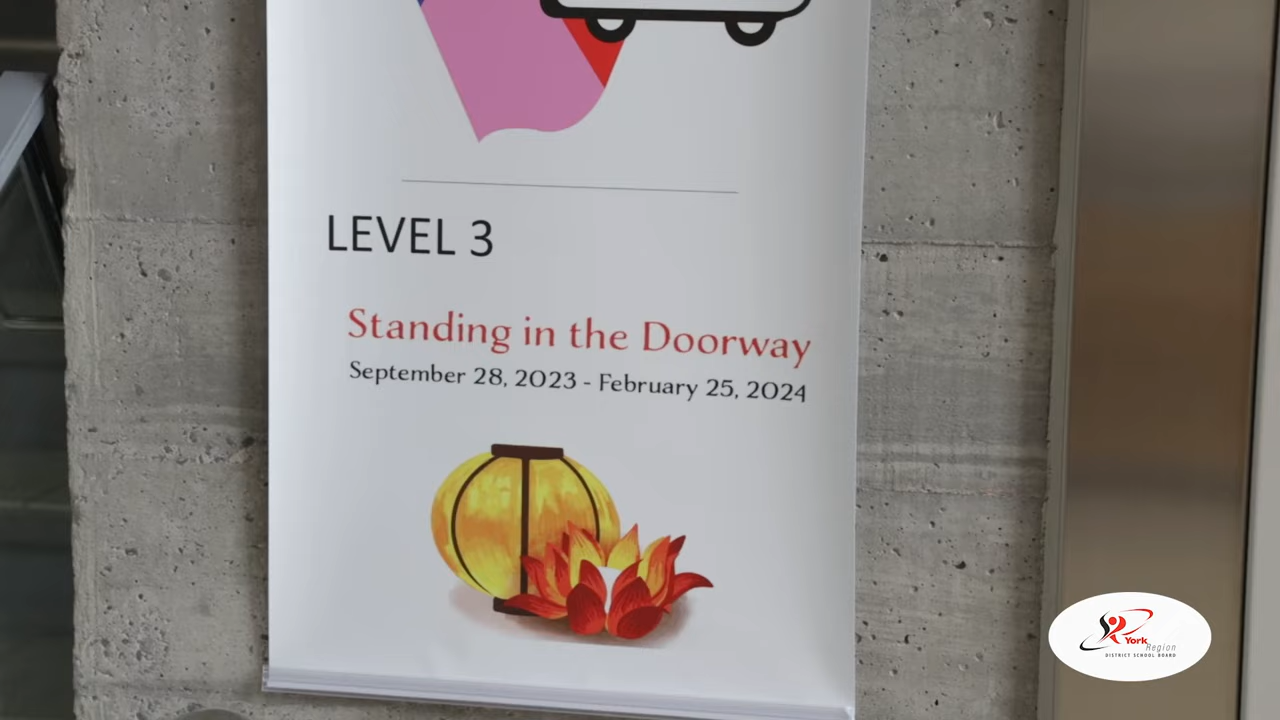 LEVEL 3
Standing in the Doorway
September 28, 2023 - February 25, 2024
York
Region
DISTRICT SCHOOL BOARD